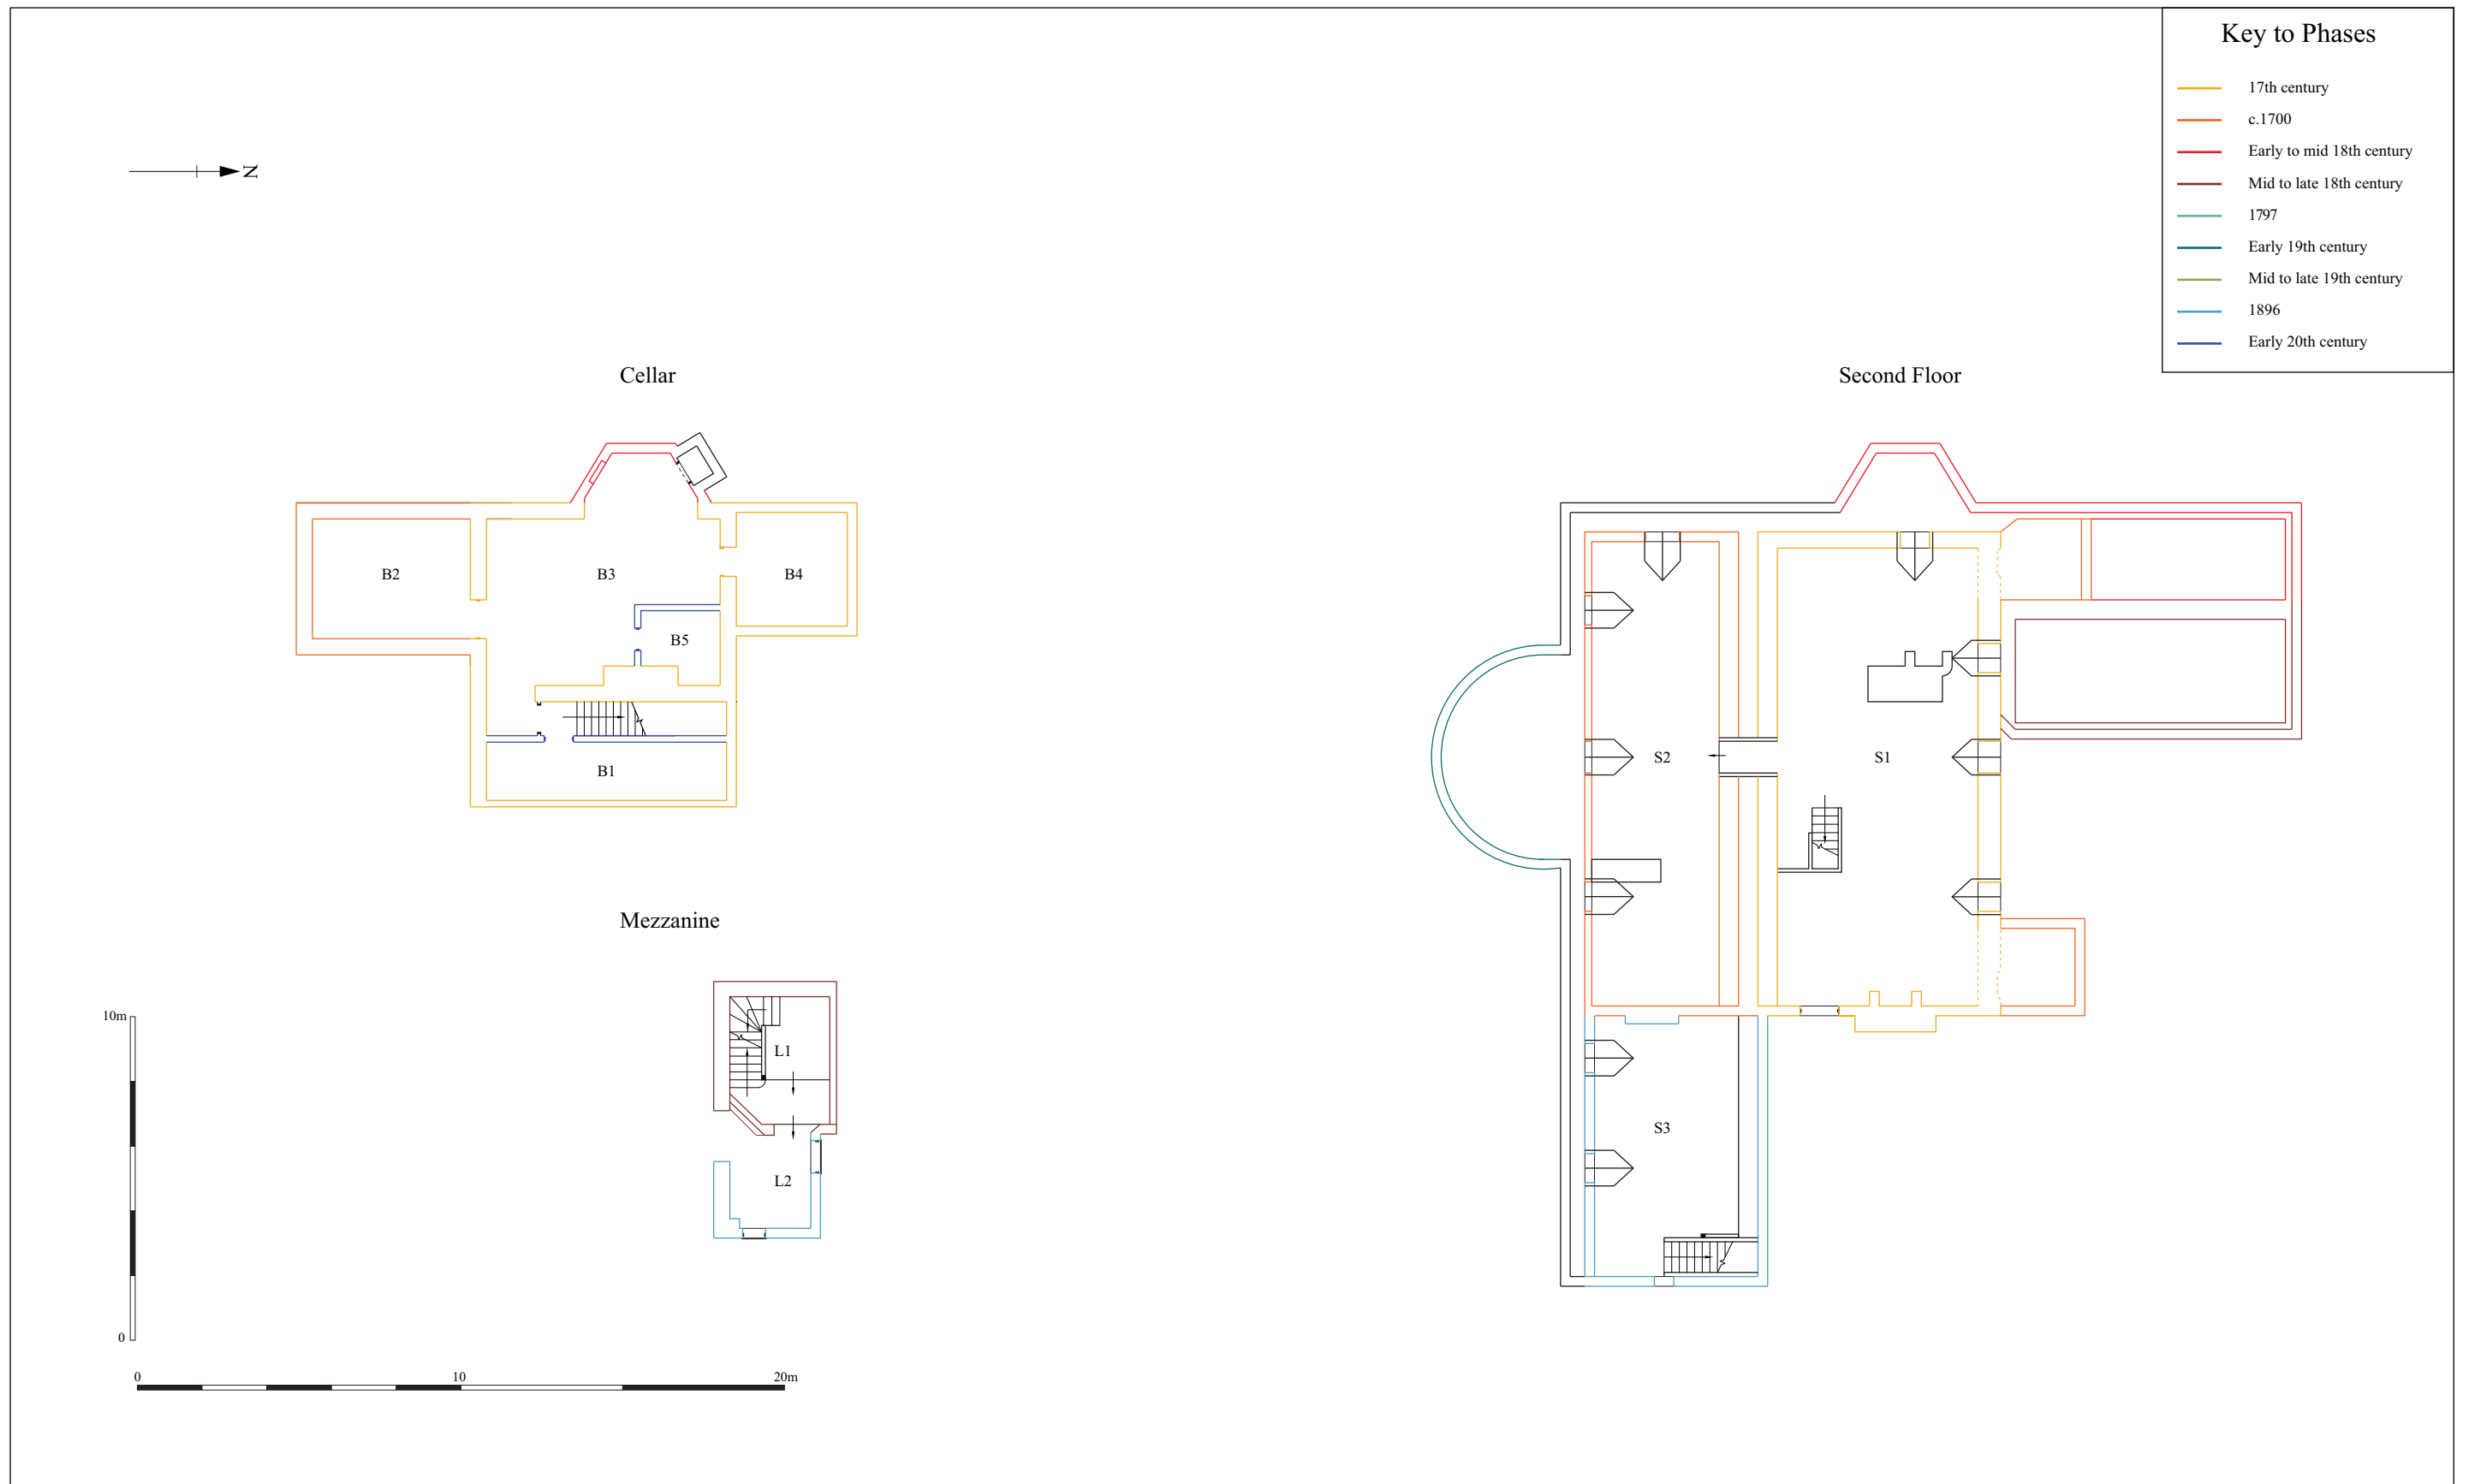 Key to Phases
17th century
c.1700
Early to mid 18th century
Mid to late 18th century
1797
Early 19th century
Mid to late 19th century
1896
Early 20th century
N
Cellar
B2
B3
B4
B5
B1
Mezzanine
L1
L2
10m
0
0 10 20m
Second Floor
S2
S1
S3